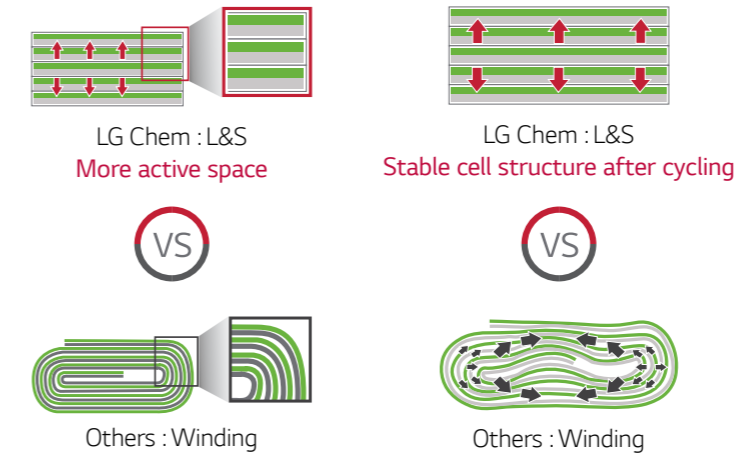 LG Chem : L&S
More active space
VS
Others : Winding
LG Chem : L&S
Stable cell structure after cycling
VS
Others : Winding